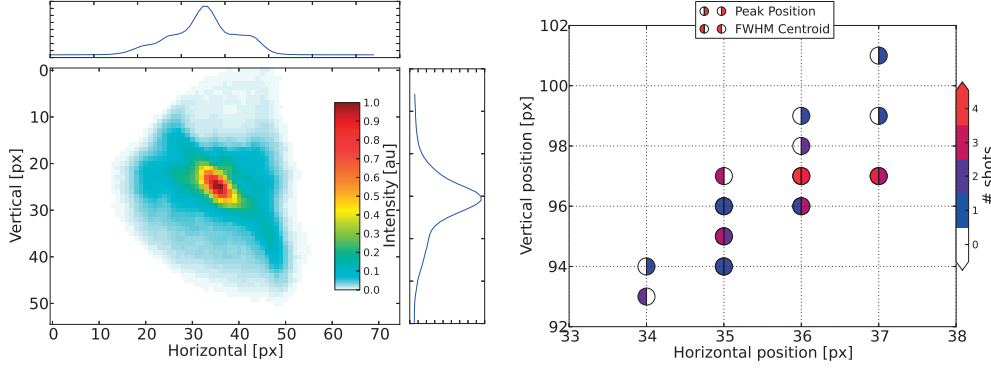 0
10
20
30
40
50
Vertical [px]
0 10 20 30 40 50 60 70
Horizontal [px]
1.0
0.9
0.8
0.7
0.6
0.5
0.4
0.3
0.2
0.1
0.0
Intensity [au]
Peak Position
FWHM Centroid
102
100
98
96
94
92
Vertical position [px]
33 34 35 36 37 38
Horizontal position [px]
4
3
2
1
0
# shots